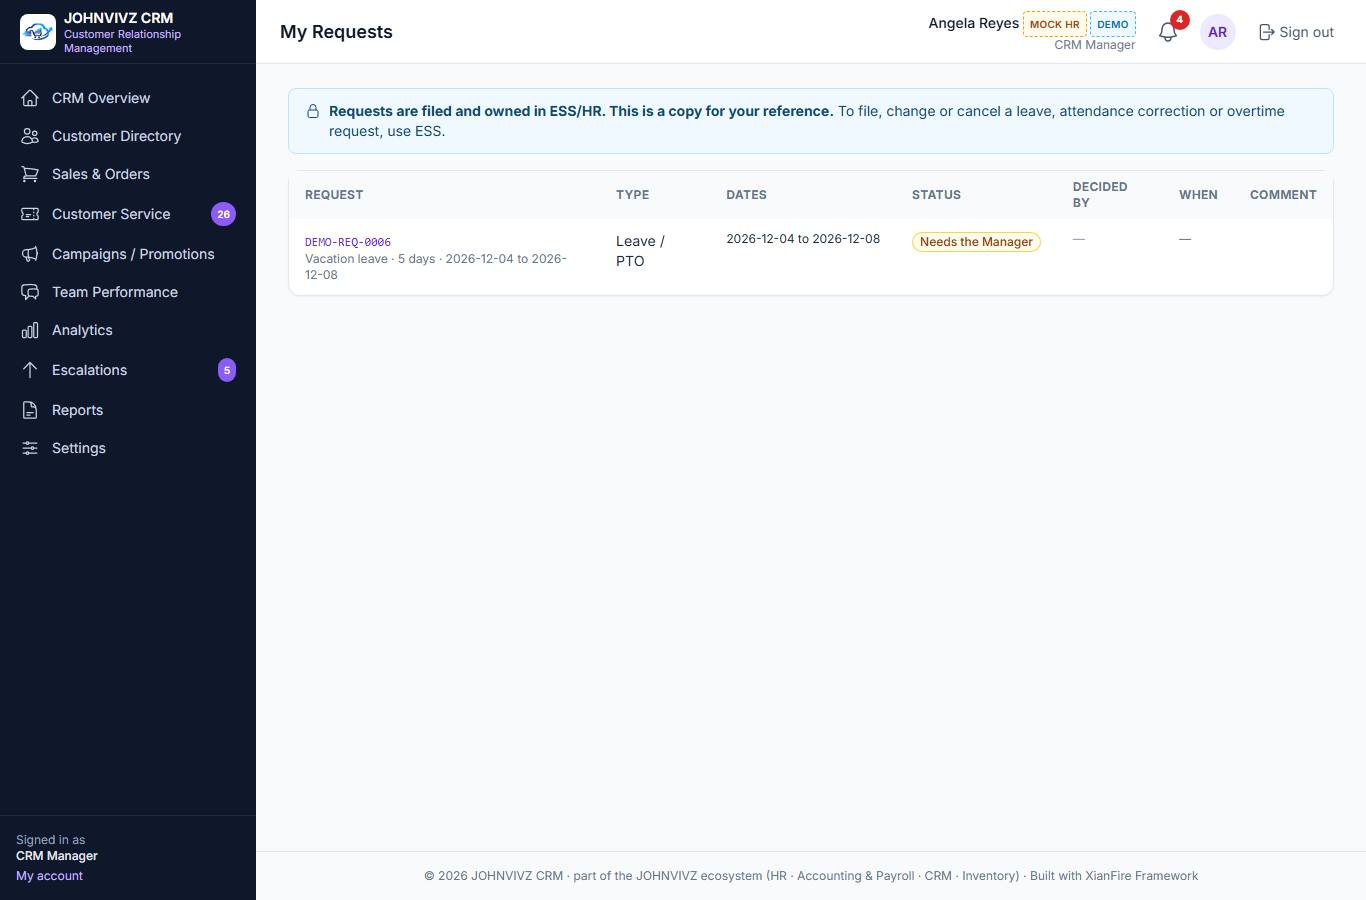 JOHNVIVZ CRM
Customer Relationship
Management
CRM Overview
Customer Directory
Sales & Orders
Customer Service 26
Campaigns / Promotions
Team Performance
Analytics
Escalations 5
Reports
Settings
Signed in as
CRM Manager
My account
My Requests
Angela Reyes MOCK HR DEMO
CRM Manager
4
AR
Sign out
Requests are filed and owned in ESS/HR. This is a copy for your reference. To file, change or cancel a leave, attendance correction or overtime
request, use ESS.
REQUEST TYPE DATES STATUS DECIDED BY WHEN COMMENT
DEMO-REQ-0006
Vacation leave · 5 days · 2026-12-04 to 2026-
12-08
Leave /
PTO
2026-12-04 to 2026-12-08
Needs the Manager
—
—
© 2026 JOHNVIVZ CRM · part of the JOHNVIVZ ecosystem (HR · Accounting & Payroll · CRM · Inventory) · Built with XianFire Framework